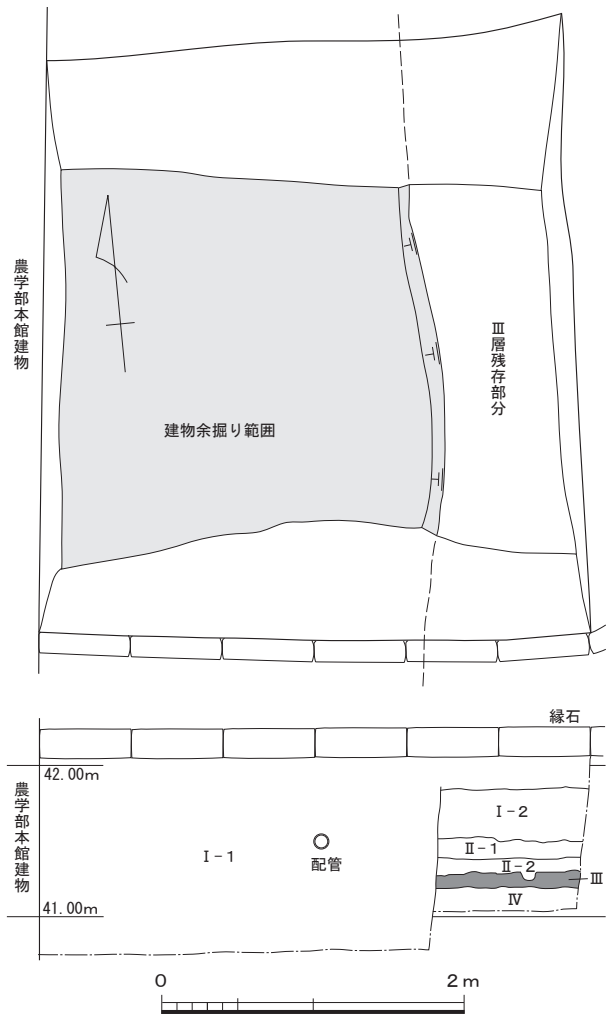 農学部本館建物
Ⅲ層残存部分
建物余掘り範囲
縁石
農学部本館建物
42.00m
Ⅰ-2
Ⅰ-1
配管
Ⅱ-1
Ⅱ-2
Ⅲ
Ⅳ
41.00m
0 2m